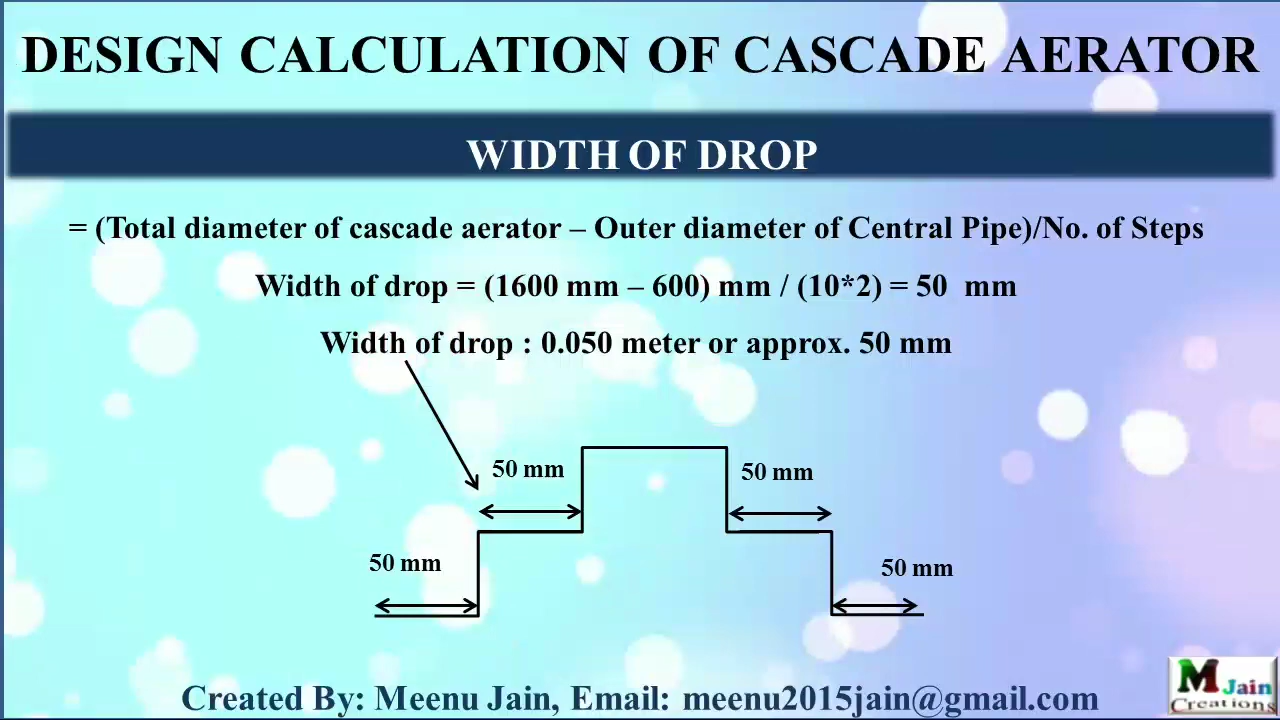 DESIGN CALCULATION OF CASCADE AERATOR
WIDTH OF DROP
= (Total diameter of cascade aerator – Outer diameter of Central Pipe)/No. of Steps
Width of drop = (1600 mm – 600) mm / (10*2) = 50 mm
Width of drop : 0.050 meter or approx. 50 mm
50 mm
50 mm
50 mm
50 mm
Created By: Meenu Jain, Email: meenu2015jain@gmail.com
M Jain
Creations